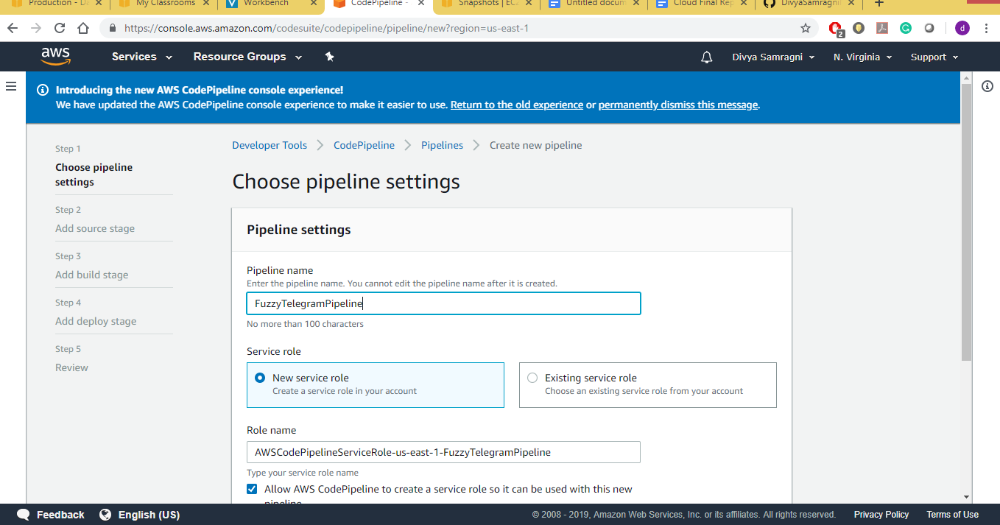 Production - Da
My Classrooms
Workbench
CodePipeline -
Snapshots | EC2
Untitled docum
Cloud Final Rep
DivyaSamragni
https://console.aws.amazon.com/codesuite/codepipeline/pipeline/new?region=us-east-1
2
d
aws
Services
Resource Groups
Divya Samragni
N. Virginia
Support
Introducing the new AWS CodePipeline console experience!
We have updated the AWS CodePipeline console experience to make it easier to use. Return to the old experience or permanently dismiss this message.
Step 1
Choose pipeline
settings
Step 2
Add source stage
Step 3
Add build stage
Step 4
Add deploy stage
Step 5
Review
Developer Tools
CodePipeline
Pipelines
Create new pipeline
Choose pipeline settings
Pipeline settings
Pipeline name
Enter the pipeline name. You cannot edit the pipeline name after it is created.
FuzzyTelegramPipeline
No more than 100 characters
Service role
New service role
Create a service role in your account
Existing service role
Choose an existing service role from your account
Role name
AWSCodePipelineServiceRole-us-east-1-FuzzyTelegramPipeline
Type your service role name
Allow AWS CodePipeline to create a service role so it can be used with this new
pipeline
Feedback
English (US)
© 2008 - 2019, Amazon Web Services, Inc. or its affiliates. All rights reserved.
Privacy Policy
Terms of Use